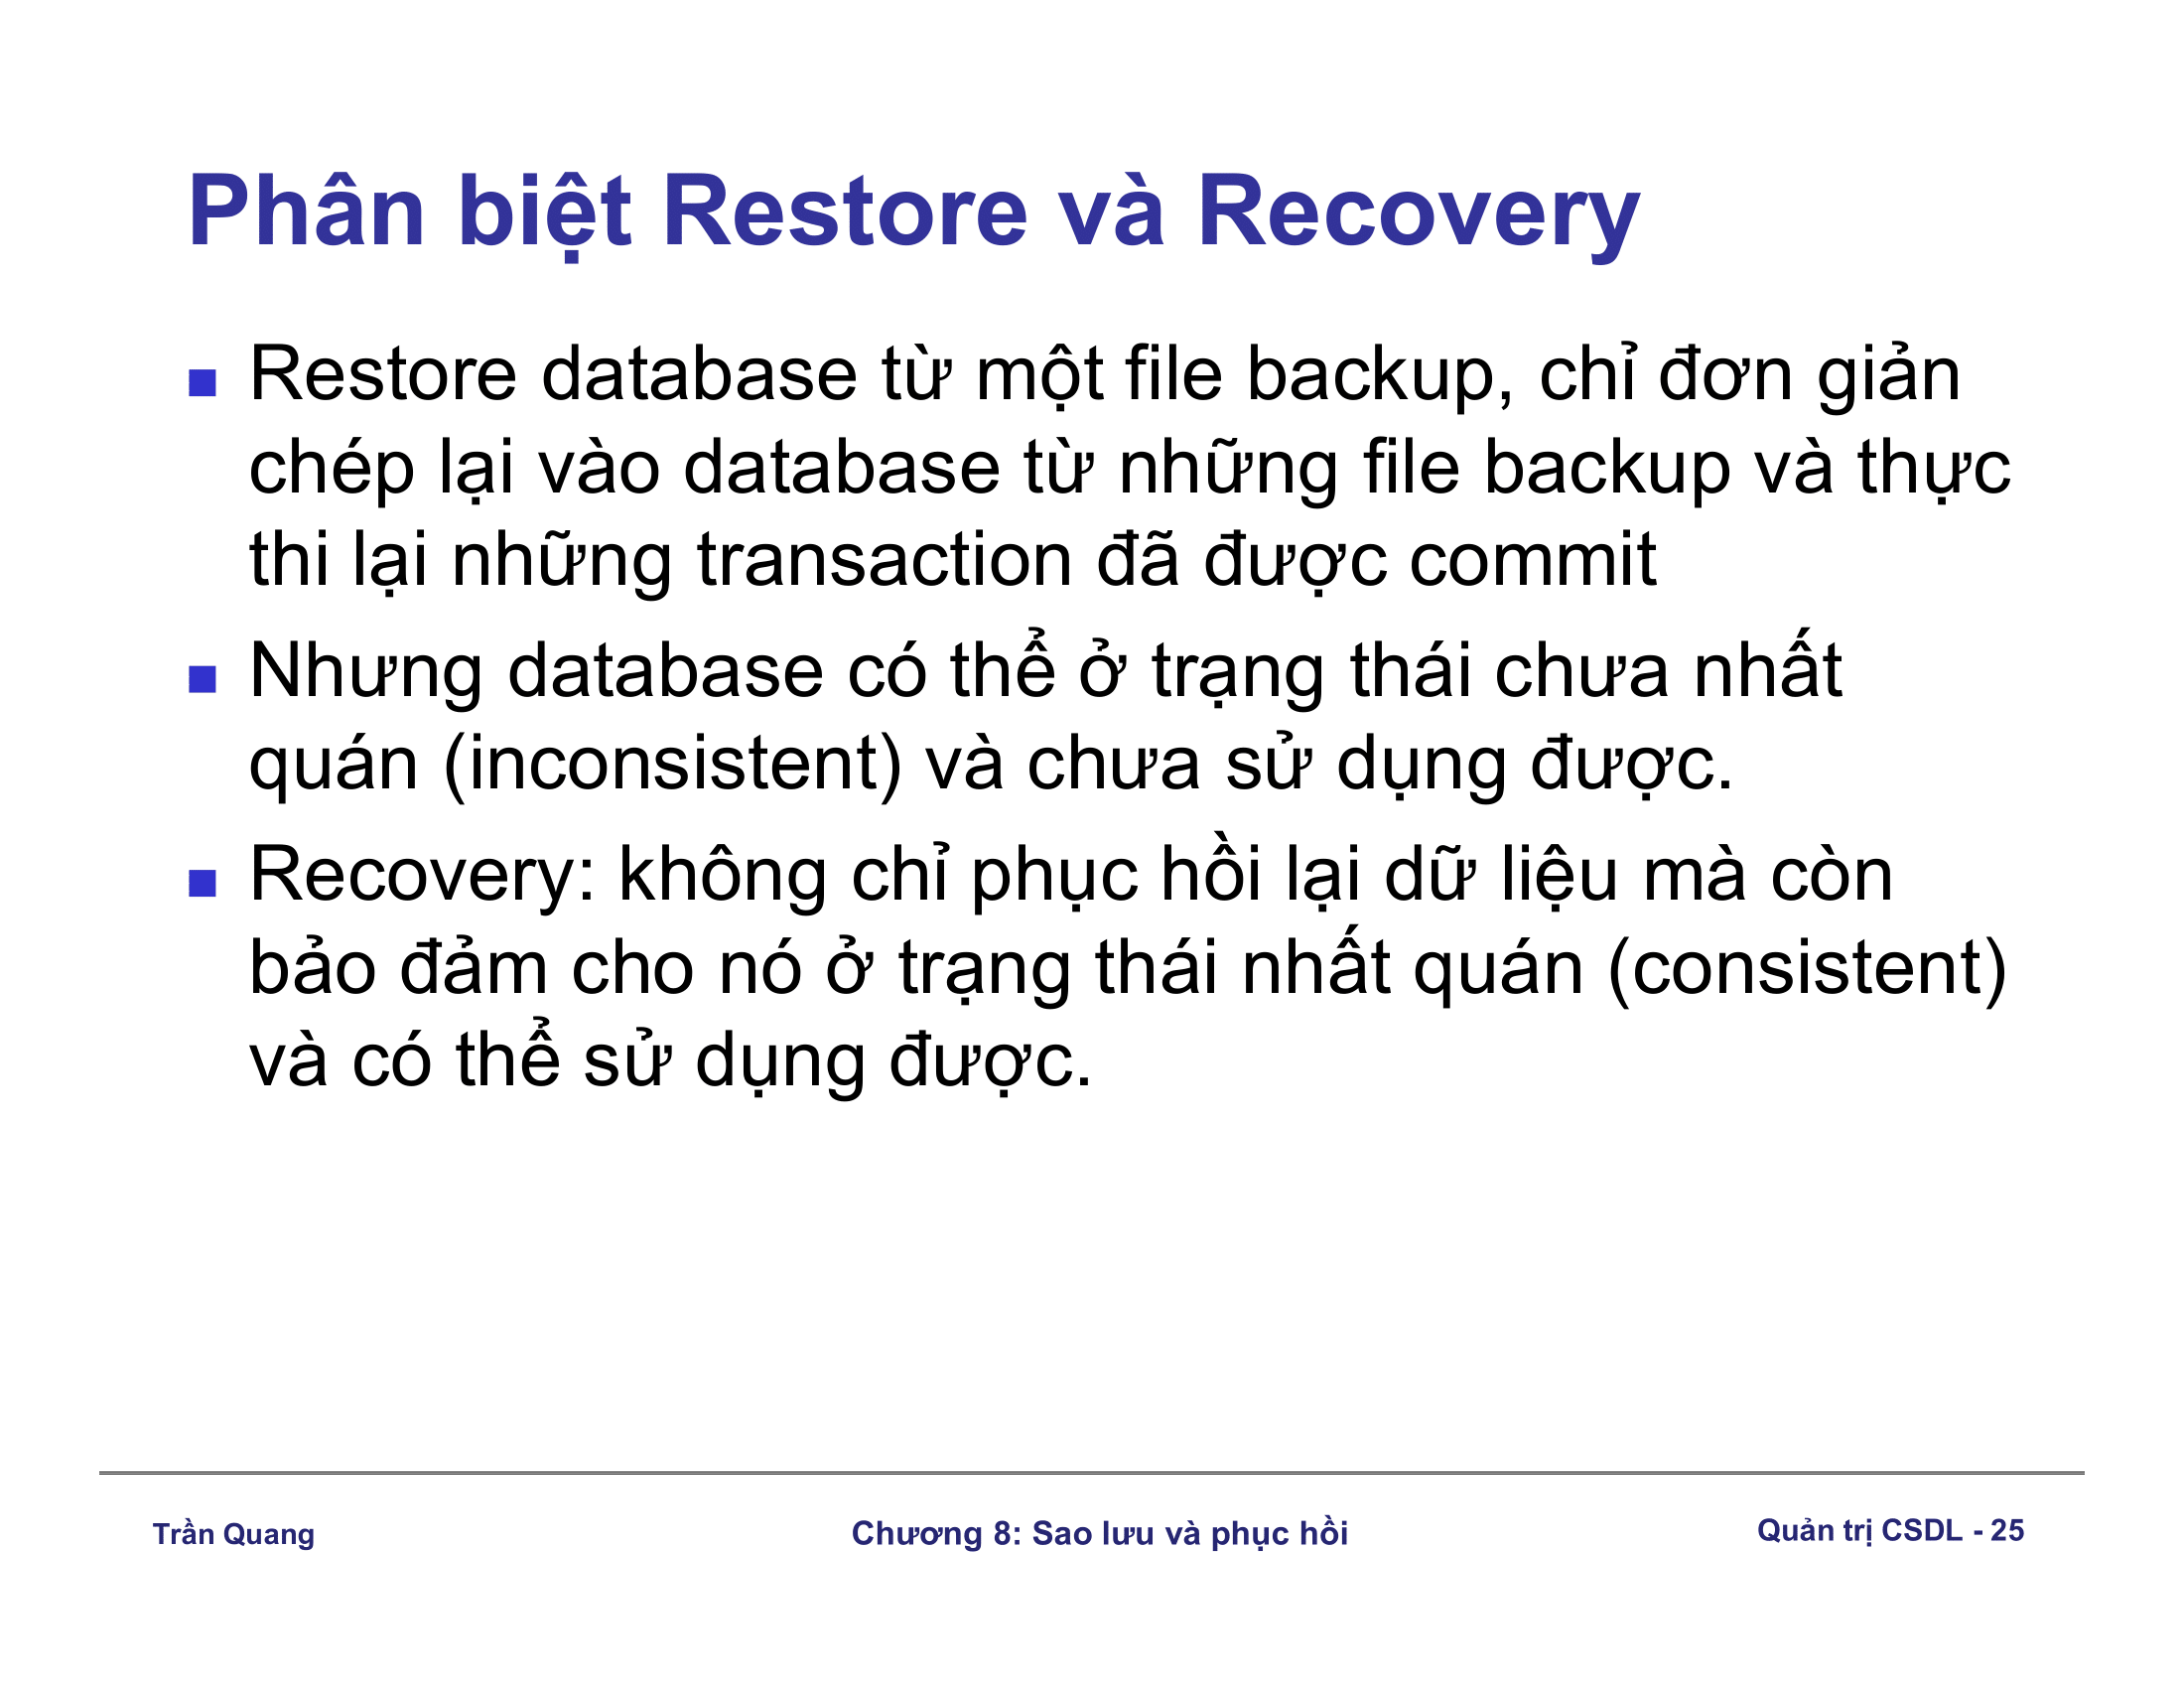 Phân biệt Restore và Recovery
Restore database từ một file backup, chỉ đơn giản
chép lại vào database từ những file backup và thực
thi lại những transaction đã được commit
Nhưng database có thể ở trạng thái chưa nhất
quán (inconsistent) và chưa sử dụng được.
Recovery: không chỉ phục hồi lại dữ liệu mà còn
bảo đảm cho nó ở trạng thái nhất quán (consistent)
và có thể sử dụng được.
Trần Quang
Chương 8: Sao lưu và phục hồi
Quản trị CSDL - 25